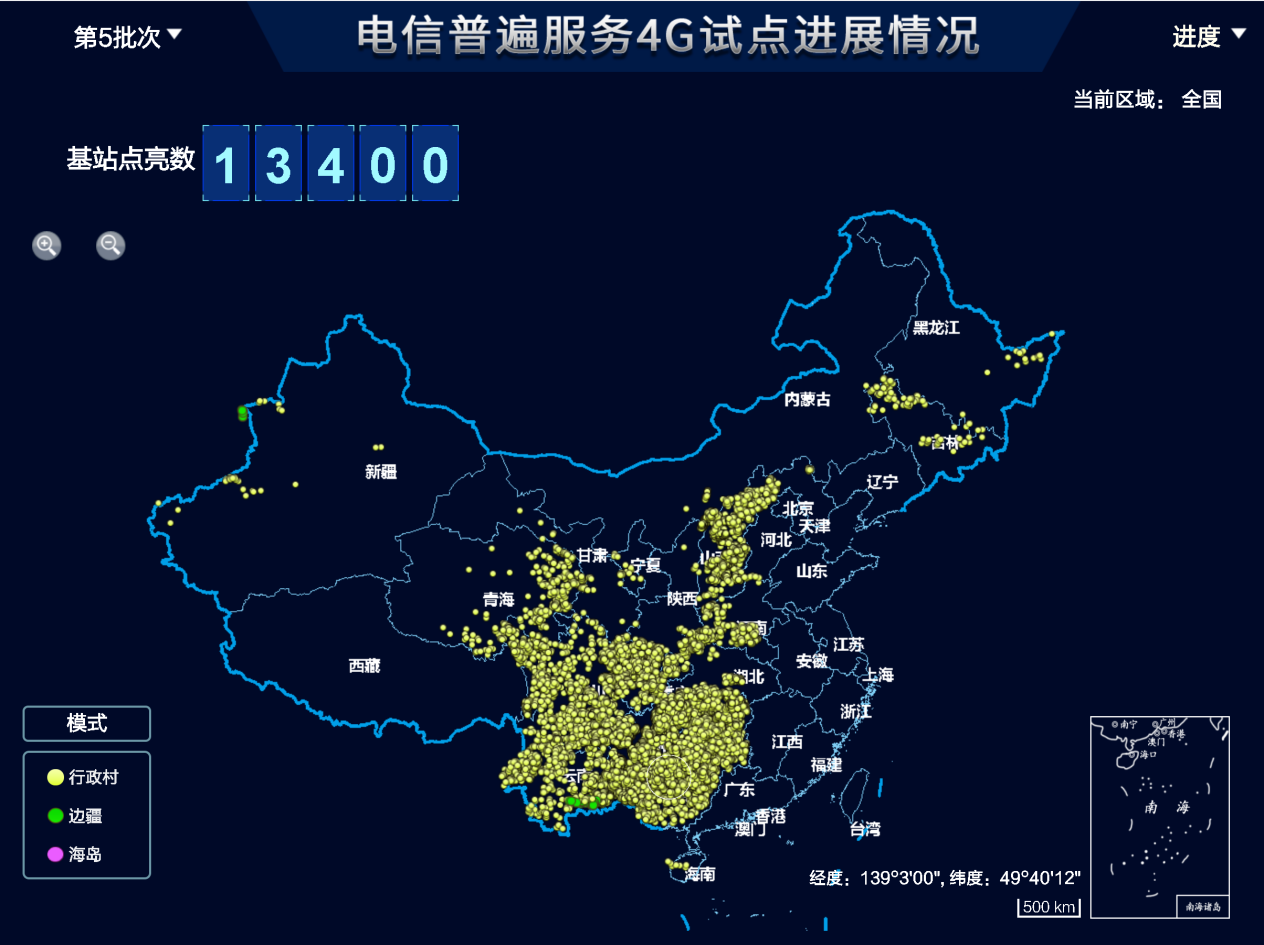 第5批次
电信普遍服务4G试点进展情况
进度
当前区域： 全国
基站点亮数 13400
黑龙江
内蒙古
吉林
新疆
辽宁
北京
天津
河北
甘肃
宁夏
山东
青海
陕西
江苏
西藏
安徽
湖北
上海
浙江
江西
福建
广东
香港
澳门
台湾
海南
模式
行政村
边疆
海岛
南宁
广州
香港
澳门
海口
南 海
南海诸岛
经度：139°3'00", 纬度：49°40'12"
500 km